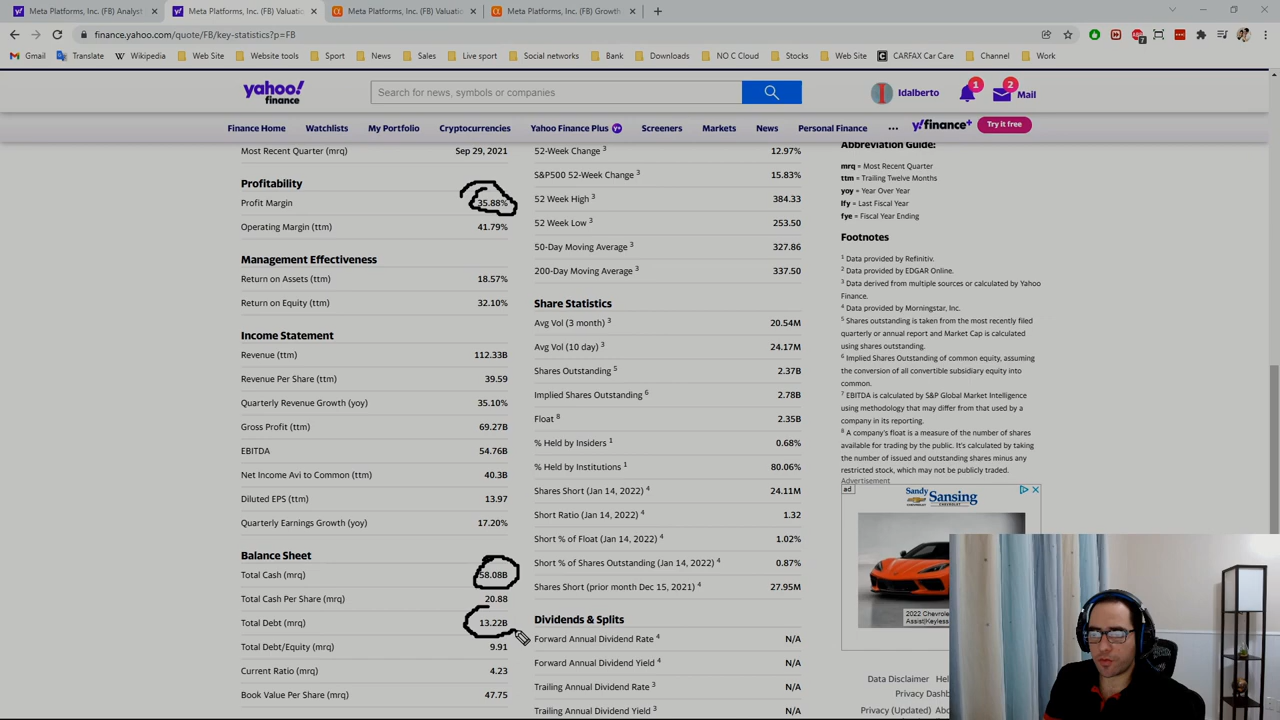 Meta Platforms, Inc. (FB) Analyst
Meta Platforms, Inc. (FB) Valuatio
Meta Platforms, Inc. (FB) Valuati
Meta Platforms, Inc. (FB) Growth
finance.yahoo.com/quote/FB/key-statistics?p=FB
Gmail Translate Wikipedia Web Site Website tools Sport News Sales Live sport Social networks Bank Downloads NO C Cloud Stocks Web Site CARFAX Car Care Channel Work
yahoo!
finance
Search for news, symbols or companies
Idalberto
1
2
Mail
Finance Home Watchlists My Portfolio Cryptocurrencies Yahoo Finance Plus Screeners Markets News Personal Finance ... y!finance+ Try it free
Most Recent Quarter (mrq) Sep 29, 2021
Profitability
Profit Margin 35.88%
Operating Margin (ttm) 41.79%
Management Effectiveness
Return on Assets (ttm) 18.57%
Return on Equity (ttm) 32.10%
Income Statement
Revenue (ttm) 112.33B
Revenue Per Share (ttm) 39.59
Quarterly Revenue Growth (yoy) 35.10%
Gross Profit (ttm) 69.27B
EBITDA 54.76B
Net Income Avi to Common (ttm) 40.3B
Diluted EPS (ttm) 13.97
Quarterly Earnings Growth (yoy) 17.20%
Balance Sheet
Total Cash (mrq) 58.08B
Total Cash Per Share (mrq) 20.88
Total Debt (mrq) 13.22B
Total Debt/Equity (mrq) 9.91
Current Ratio (mrq) 4.23
Book Value Per Share (mrq) 47.75
52-Week Change 3 12.97%
S&P500 52-Week Change 3 15.83%
52 Week High 3 384.33
52 Week Low 3 253.50
50-Day Moving Average 3 327.86
200-Day Moving Average 3 337.50
Share Statistics
Avg Vol (3 month) 3 20.54M
Avg Vol (10 day) 3 24.17M
Shares Outstanding 5 2.37B
Implied Shares Outstanding 6 2.78B
Float 8 2.35B
% Held by Insiders 1 0.68%
% Held by Institutions 1 80.06%
Shares Short (Jan 14, 2022) 4 24.11M
Short Ratio (Jan 14, 2022) 4 1.32
Short % of Float (Jan 14, 2022) 4 1.02%
Short % of Shares Outstanding (Jan 14, 2022) 4 0.87%
Shares Short (prior month Dec 15, 2021) 4 27.95M
Dividends & Splits
Forward Annual Dividend Rate 4 N/A
Forward Annual Dividend Yield 4 N/A
Trailing Annual Dividend Rate 3 N/A
Trailing Annual Dividend Yield 3 N/A
Abbreviation Guide:
mrq = Most Recent Quarter
ttm = Trailing Twelve Months
yoy = Year Over Year
lfy = Last Fiscal Year
fye = Fiscal Year Ending
Footnotes
1 Data provided by Refinitiv.
2 Data provided by EDGAR Online.
3 Data derived from multiple sources or calculated by Yahoo
Finance.
4 Data provided by Morningstar, Inc.
5 Shares outstanding is taken from the most recently filed
quarterly or annual report and Market Cap is calculated
using shares outstanding.
6 Implied Shares Outstanding of common equity, assuming
the conversion of all convertible subsidiary equity into
common.
7 EBITDA is calculated by S&P Global Market Intelligence
using methodology that may differ from that used by a
company in its reporting.
8 A company's float is a measure of the number of shares
available for trading by the public. It's calculated by taking
the number of issued and outstanding shares minus any
restricted stock, which may not be publicly traded.
Advertisement
ad
Sandy Sansing
CHEVROLET
2022 Chevrole
Assist|Keyless
Data Disclaimer Hel
Privacy Dashb
Privacy (Updated) Abo